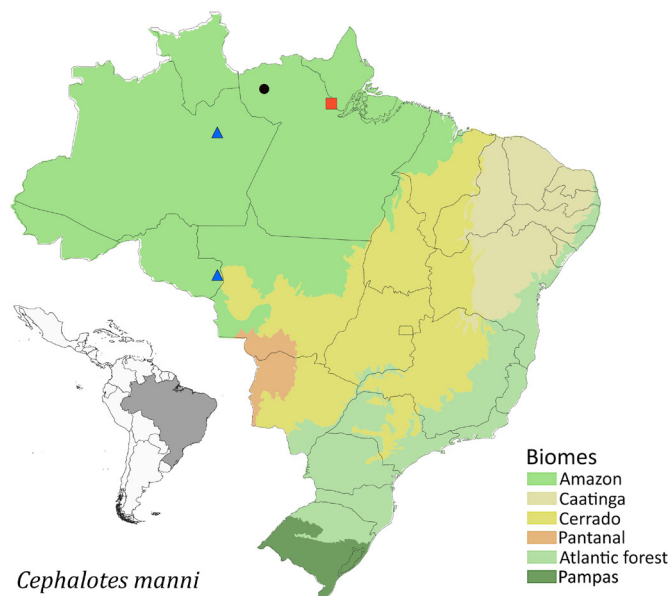 Biomes
Amazon
Caatinga
Cerrado
Pantanal
Atlantic forest
Pampas
Cephalotes manni